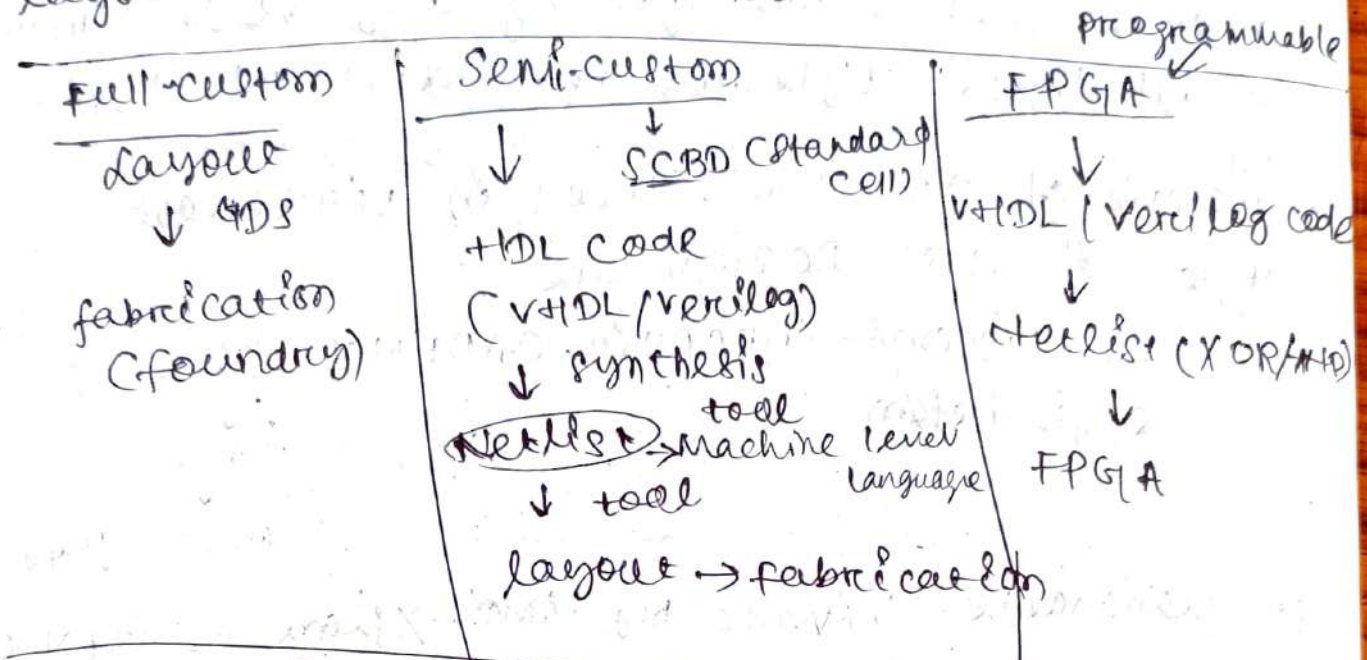 programmable
Full-custom
Layout
↓ GDS
fabrication
(foundry)
Semi-custom
↓ ↓
SCBD (Standard
cell)
HDL Code
(VHDL/verilog)
↓ synthesis
tool
Netlist → Machine level
language
↓ tool
layout → fabrication
FPGA
↓
VHDL / Verilog code
↓
Netlist (XOR/AND)
↓
FPGA